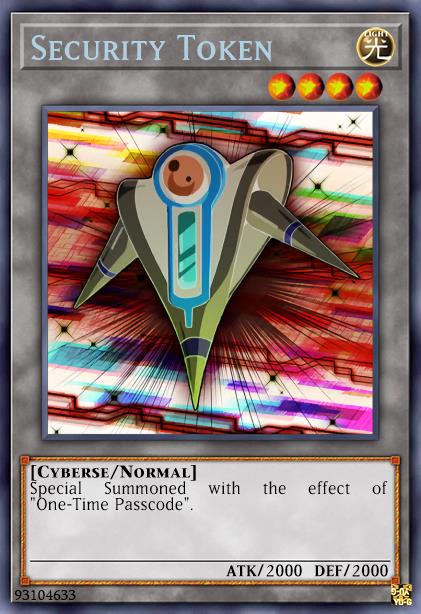 SECURITY TOKEN
LIGHT
光
[CYBERSE/NORMAL]
Special Summoned with the effect of
"One-Time Passcode".
ATK/2000 DEF/2000
93104633